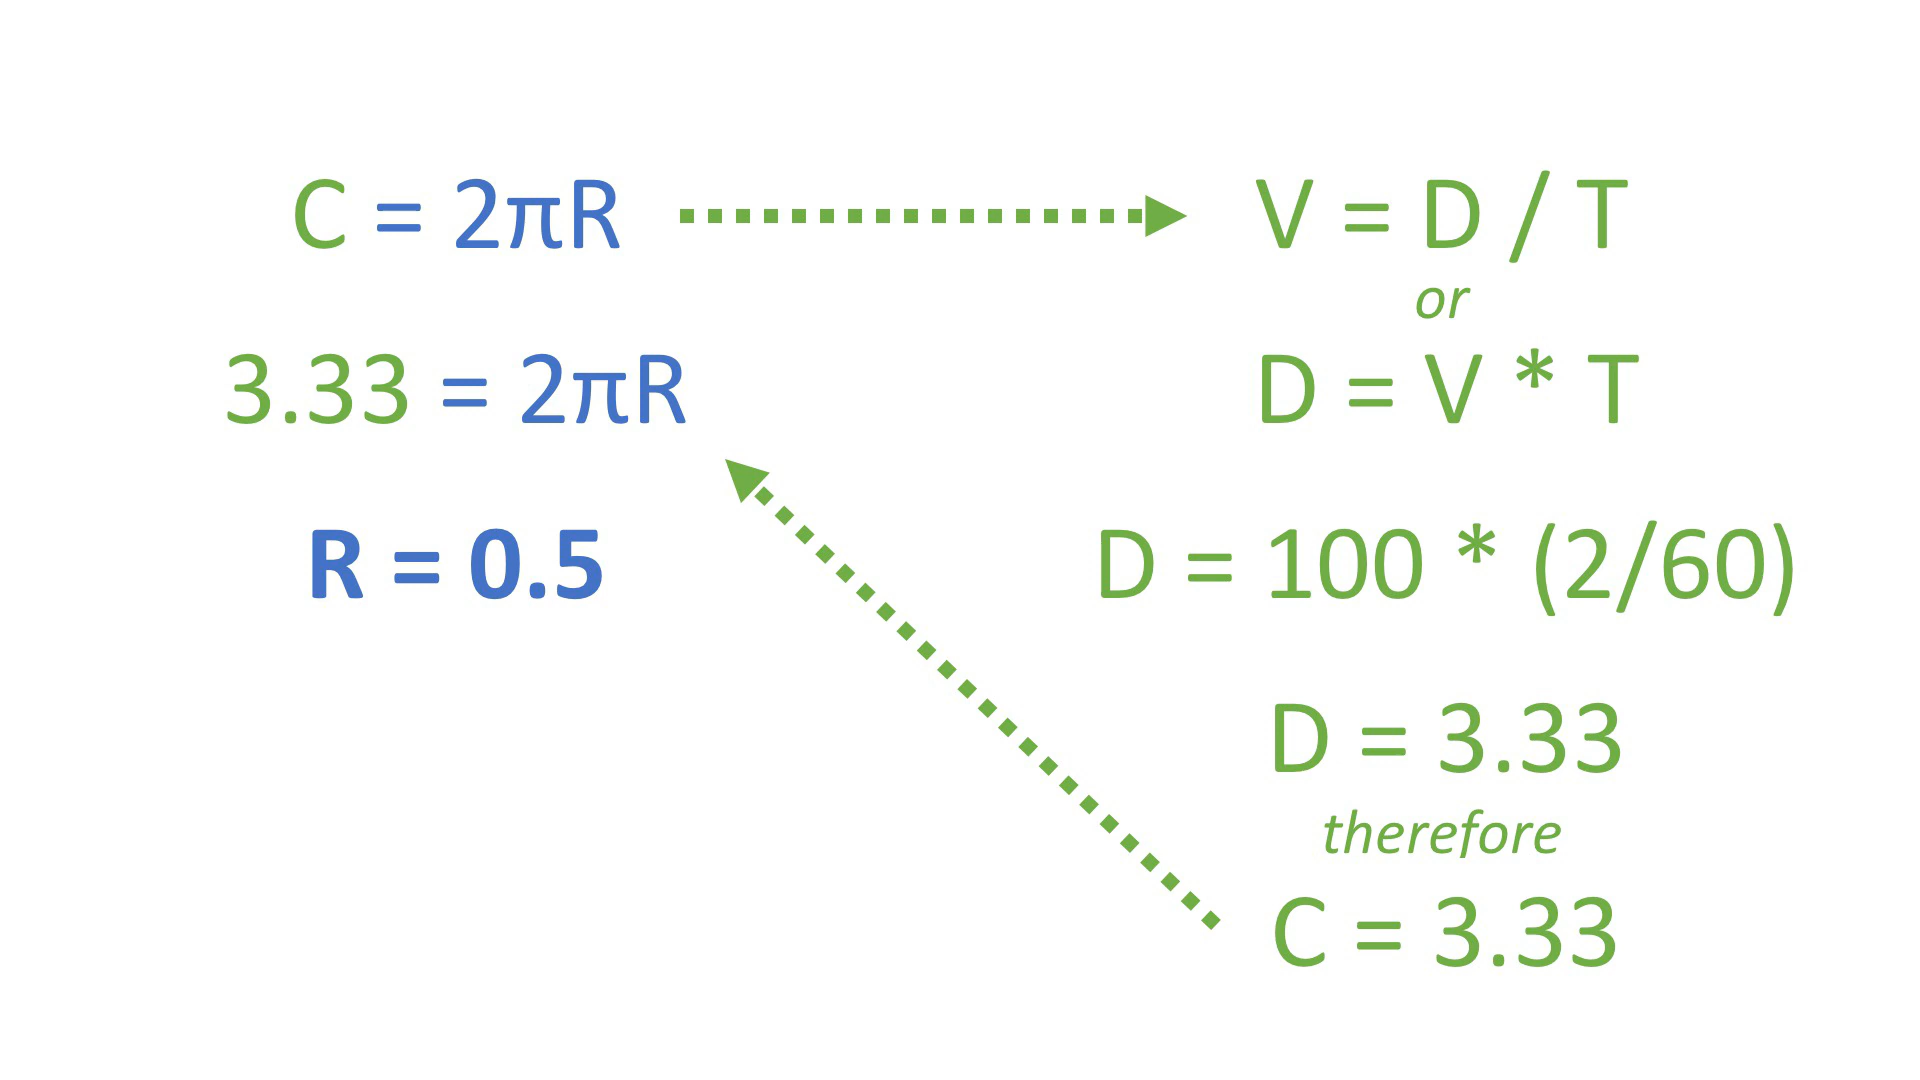 C = 2πR
3.33 = 2πR
R = 0.5
V = D / T
or
D = V * T
D = 100 * (2/60)
D = 3.33
therefore
C = 3.33